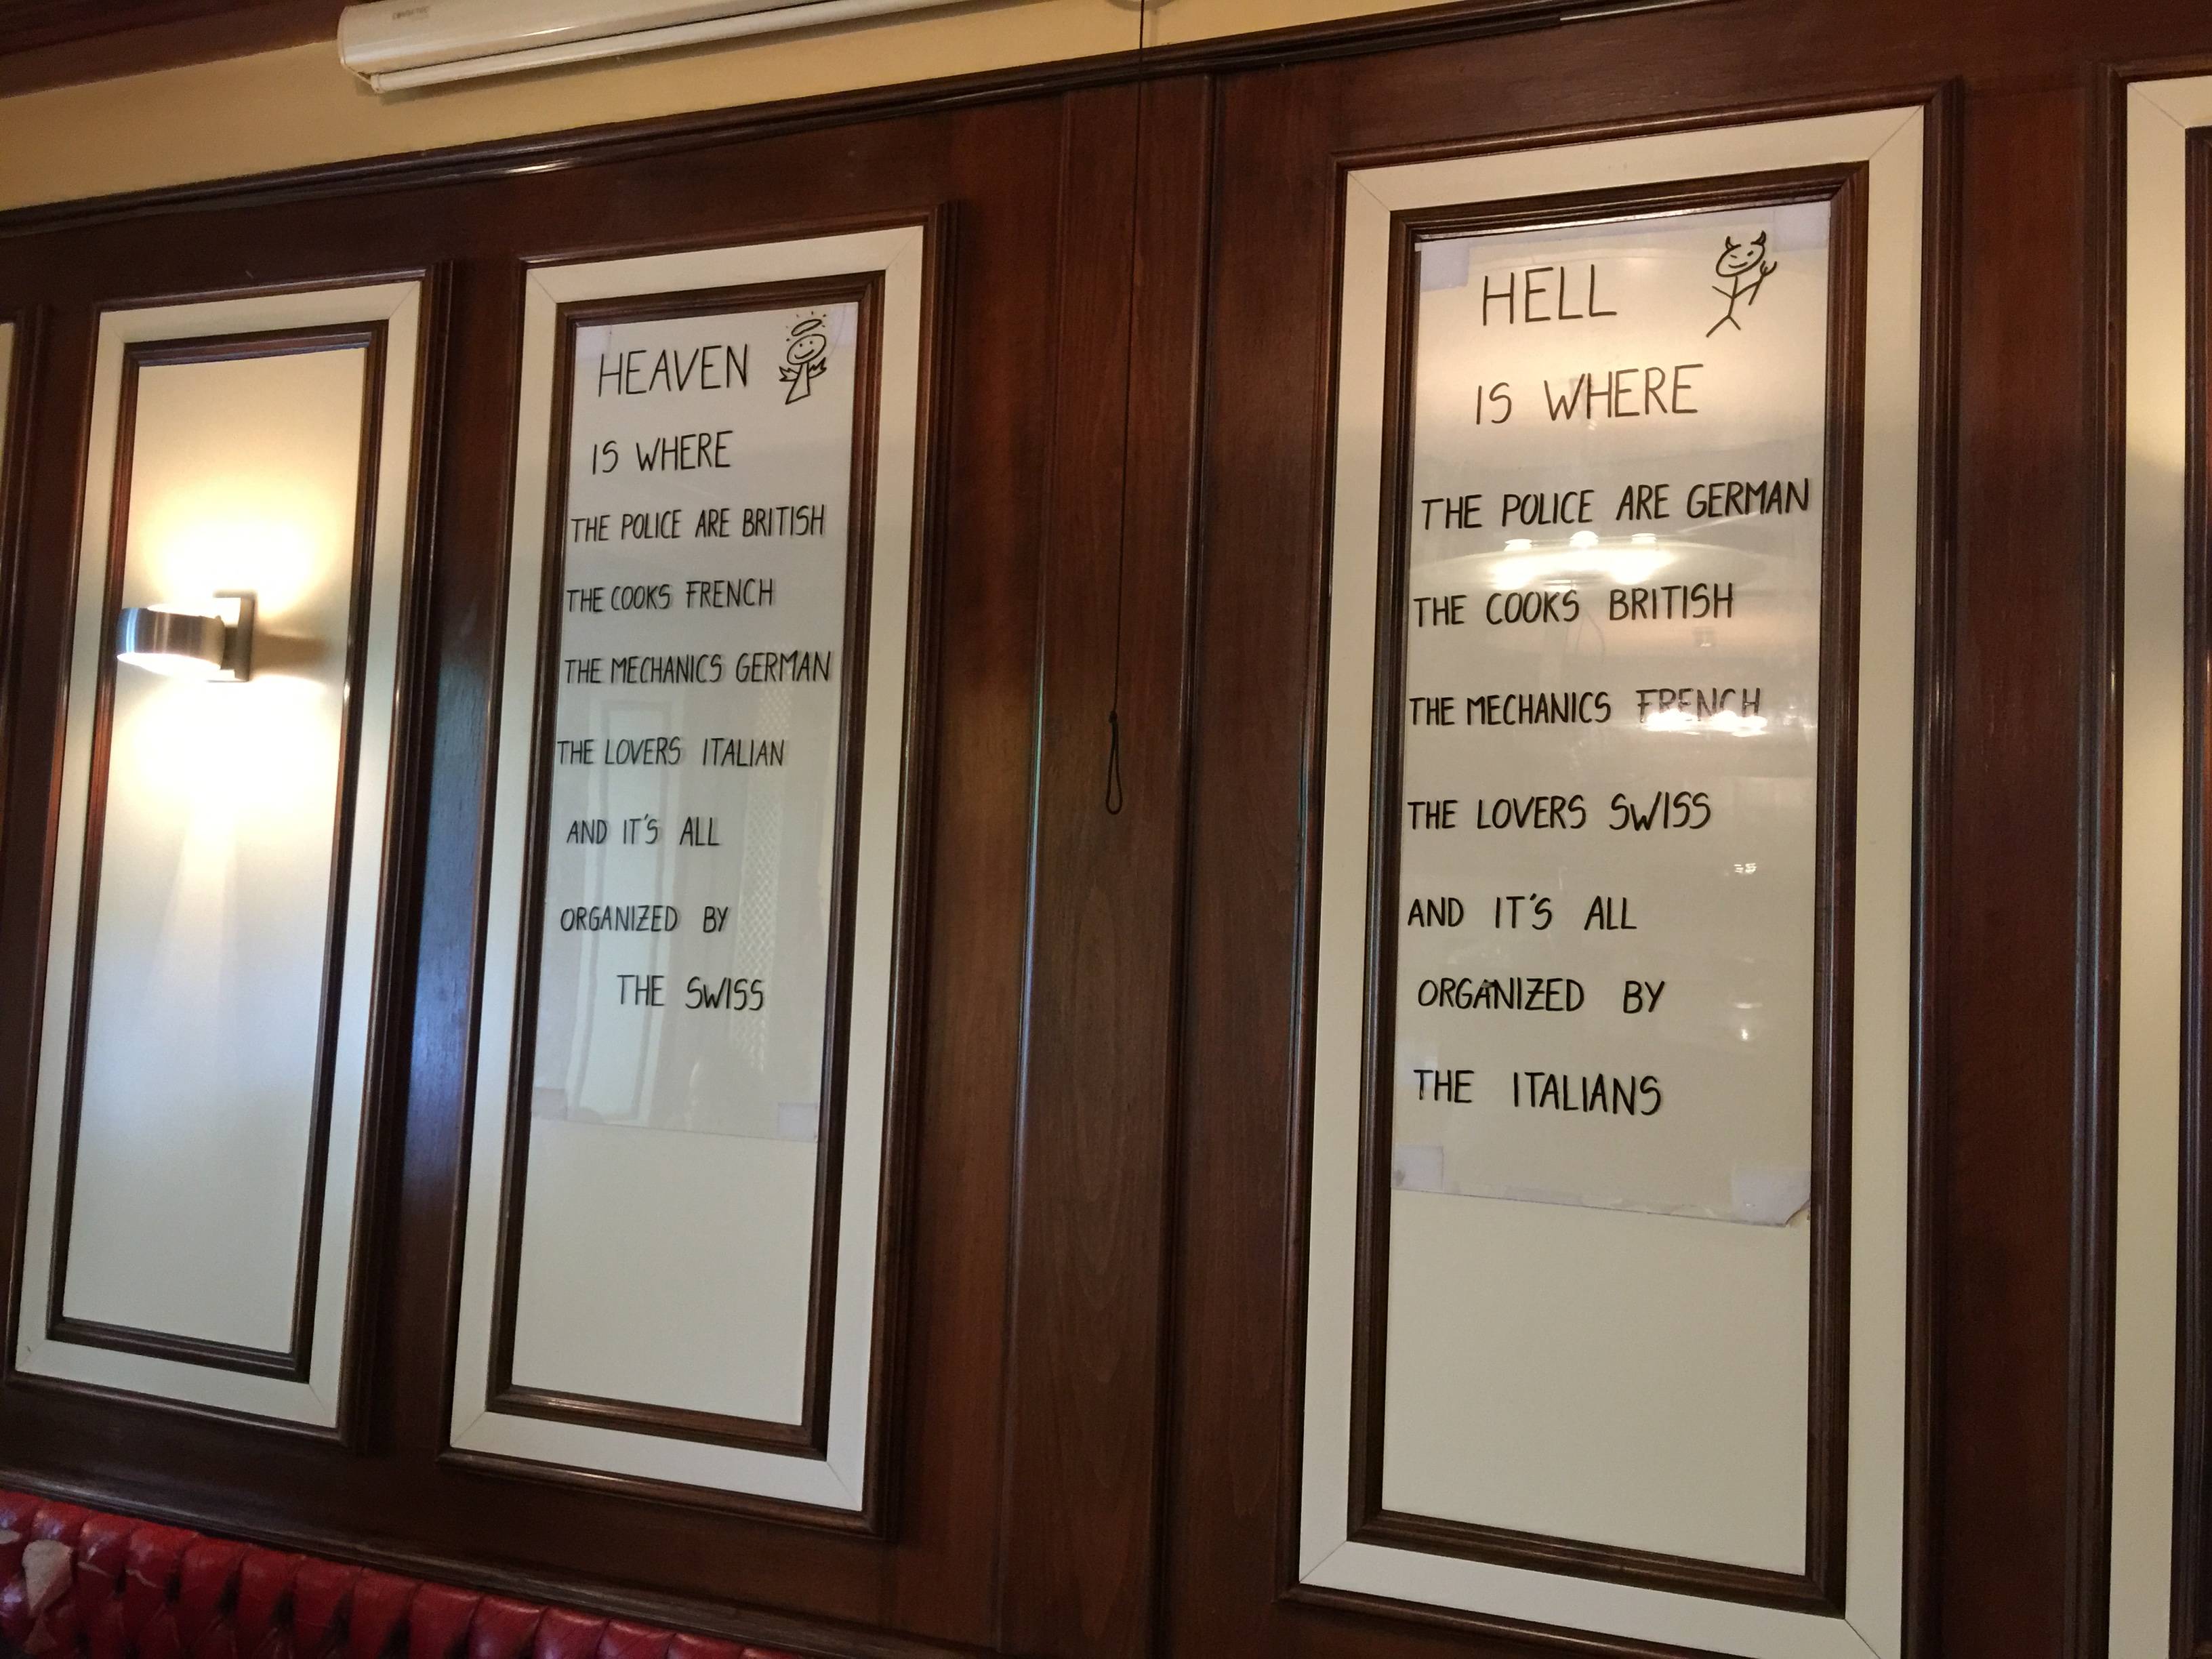 HEAVEN
IS WHERE
THE POLICE ARE BRITISH
THE COOKS FRENCH
THE MECHANICS GERMAN
THE LOVERS ITALIAN
AND IT'S ALL
ORGANIZED BY
THE SWISS
HELL
IS WHERE
THE POLICE ARE GERMAN
THE COOKS BRITISH
THE MECHANICS FRENCH
THE LOVERS SWISS
AND IT'S ALL
ORGANIZED BY
THE ITALIANS